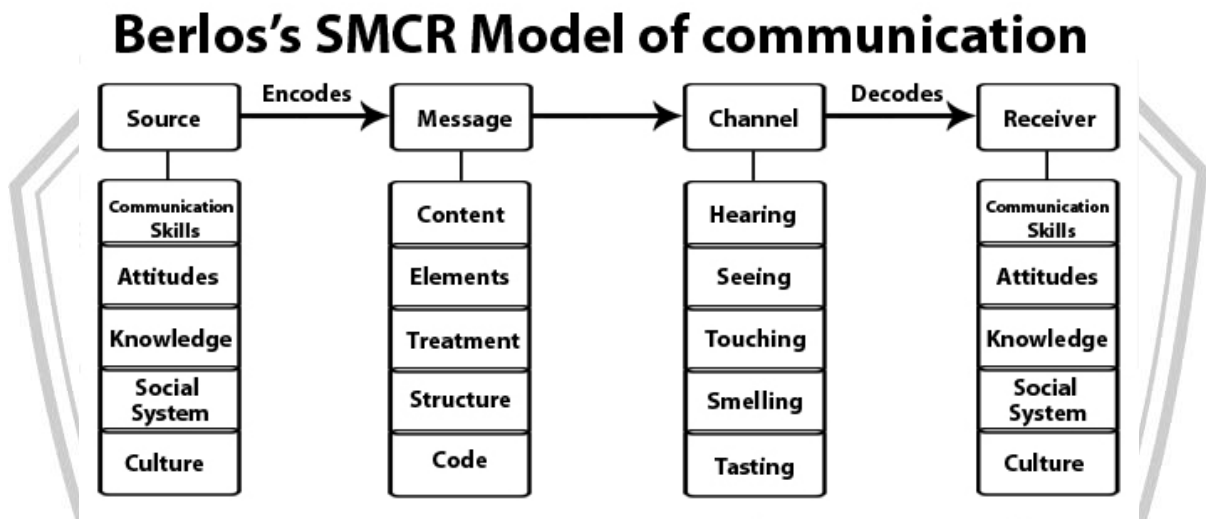 Berlos's SMCR Model of communication
Source
Encodes
Message
Channel
Decodes
Receiver
Communication
Skills
Attitudes
Knowledge
Social
System
Culture
Content
Elements
Treatment
Structure
Code
Hearing
Seeing
Touching
Smelling
Tasting
Communication
Skills
Attitudes
Knowledge
Social
System
Culture